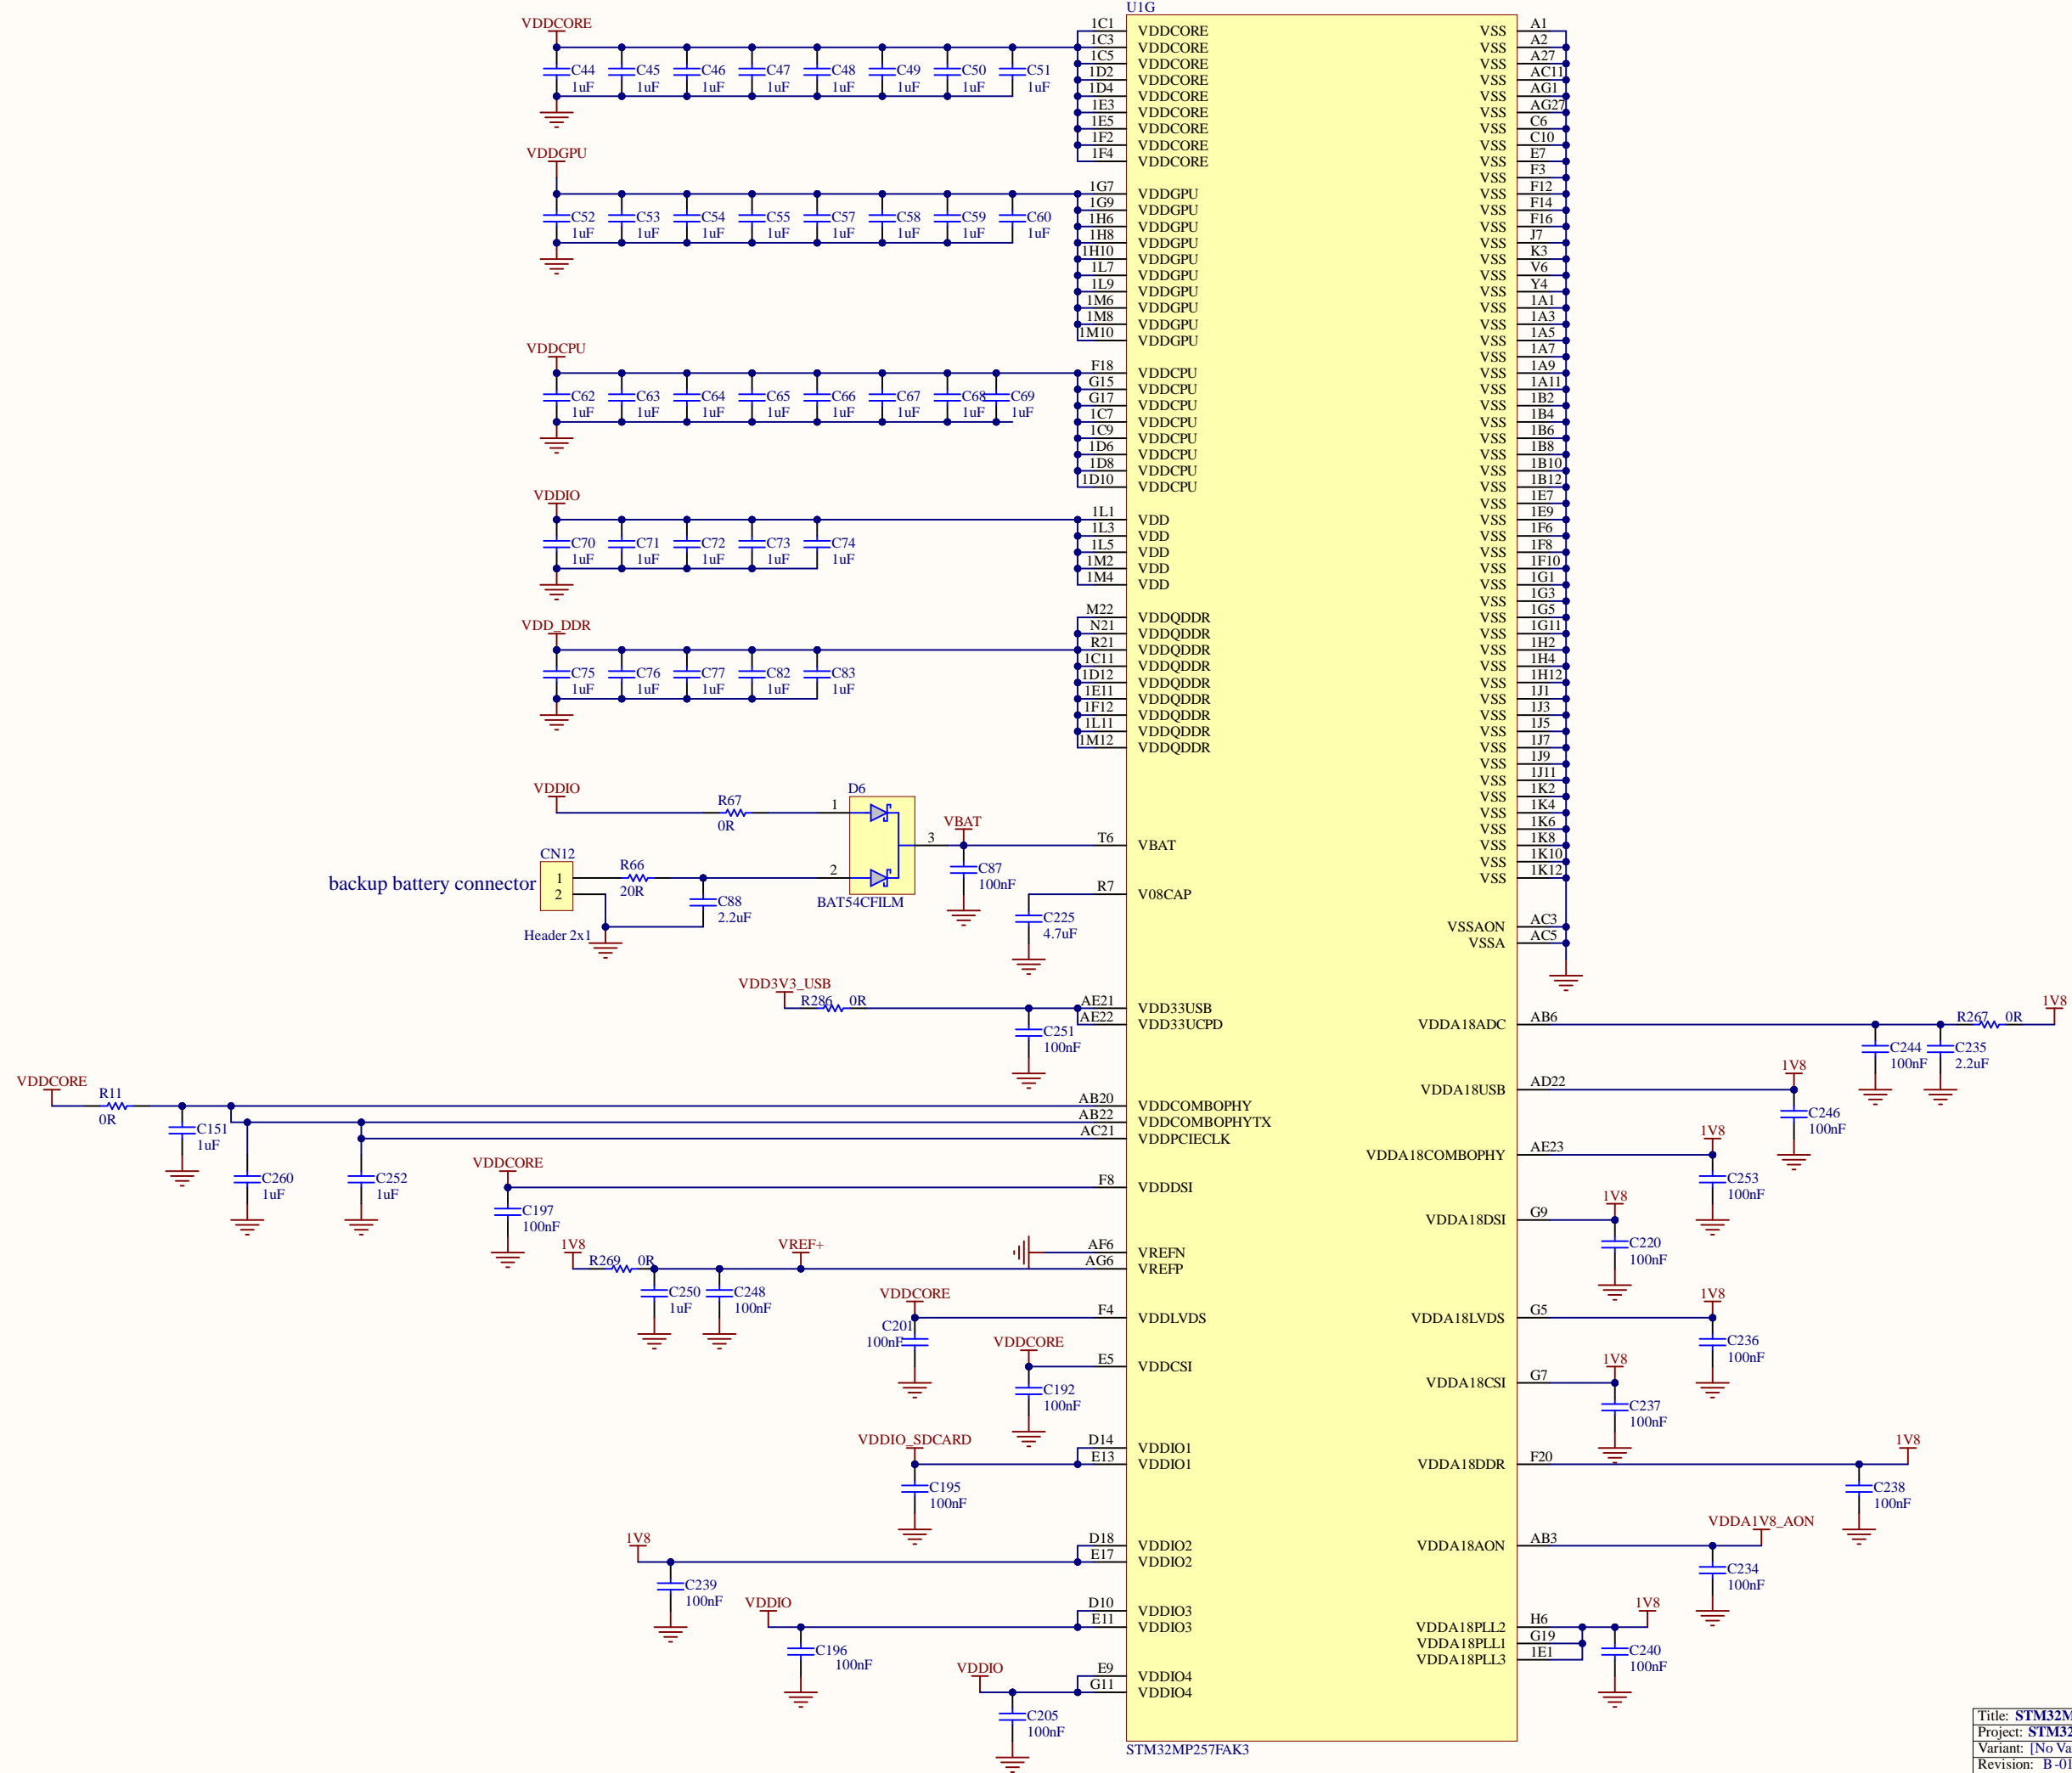 U1G
VDDCORE
C44 1uF
C45 1uF
C46 1uF
C47 1uF
C48 1uF
C49 1uF
C50 1uF
C51 1uF
1C1 VDDCORE
1C3 VDDCORE
1C5 VDDCORE
1D2 VDDCORE
1D4 VDDCORE
1E3 VDDCORE
1E5 VDDCORE
1F2 VDDCORE
1F4 VDDCORE
VDDGPU
C52 1uF
C53 1uF
C54 1uF
C55 1uF
C57 1uF
C58 1uF
C59 1uF
C60 1uF
1G7 VDDGPU
1G9 VDDGPU
1H6 VDDGPU
1H8 VDDGPU
1H10 VDDGPU
1L7 VDDGPU
1L9 VDDGPU
1M6 VDDGPU
1M8 VDDGPU
1M10 VDDGPU
VDDCPU
C62 1uF
C63 1uF
C64 1uF
C65 1uF
C66 1uF
C67 1uF
C68 1uF
C69 1uF
F18 VDDCPU
G15 VDDCPU
G17 VDDCPU
1C7 VDDCPU
1C9 VDDCPU
1D6 VDDCPU
1D8 VDDCPU
1D10 VDDCPU
VDDIO
C70 1uF
C71 1uF
C72 1uF
C73 1uF
C74 1uF
1L1 VDD
1L3 VDD
1L5 VDD
1M2 VDD
1M4 VDD
VDD_DDR
C75 1uF
C76 1uF
C77 1uF
C82 1uF
C83 1uF
M22 VDDQDDR
N21 VDDQDDR
R21 VDDQDDR
1C11 VDDQDDR
1D12 VDDQDDR
1E11 VDDQDDR
1F12 VDDQDDR
1L11 VDDQDDR
1M12 VDDQDDR
VDDIO
R67
0R
D6
1
2
3
BAT54CFILM
VBAT
C87
100nF
T6 VBAT
backup battery connector
CN12
1
2
Header 2x1
R66
20R
C88
2.2uF
R7 V08CAP
C225
4.7uF
VDD3V3_USB
R286 0R
C251
100nF
AE21 VDD33USB
AE22 VDD33UCPD
VDDCORE
R11
0R
C151
1uF
C260
1uF
C252
1uF
AB20 VDDCOMBOPHY
AB22 VDDCOMBOPHYTX
AC21 VDDPCIECLK
VDDCORE
C197
100nF
F8 VDDDSI
1V8
R269 0R
C250
1uF
C248
100nF
VREF+
AF6 VREFN
AG6 VREFP
VDDCORE
C201
100nF
F4 VDDLVDS
VDDCORE
C192
100nF
E5 VDDCSI
VDDIO_SDCARD
C195
100nF
D14 VDDIO1
E13 VDDIO1
1V8
C239
100nF
D18 VDDIO2
E17 VDDIO2
VDDIO
C196
100nF
D10 VDDIO3
E11 VDDIO3
VDDIO
C205
100nF
E9 VDDIO4
G11 VDDIO4
STM32MP257FAK3
VSS A1
VSS A2
VSS A27
VSS AC11
VSS AG1
VSS AG27
VSS C6
VSS C10
VSS E7
VSS F3
VSS F12
VSS F14
VSS F16
VSS J7
VSS K3
VSS V6
VSS Y4
VSS 1A1
VSS 1A3
VSS 1A5
VSS 1A7
VSS 1A9
VSS 1A11
VSS 1B2
VSS 1B4
VSS 1B6
VSS 1B8
VSS 1B10
VSS 1B12
VSS 1E7
VSS 1E9
VSS 1F6
VSS 1F8
VSS 1F10
VSS 1G1
VSS 1G3
VSS 1G5
VSS 1G11
VSS 1H2
VSS 1H4
VSS 1H12
VSS 1J1
VSS 1J3
VSS 1J5
VSS 1J7
VSS 1J9
VSS 1J11
VSS 1K2
VSS 1K4
VSS 1K6
VSS 1K8
VSS 1K10
VSS 1K12
VSSAON AC3
VSSA AC5
VDDA18ADC AB6
C244
100nF
C235
2.2uF
R267 0R
1V8
VDDA18USB AD22
1V8
C246
100nF
VDDA18COMBOPHY AE23
1V8
C253
100nF
VDDA18DSI G9
1V8
C220
100nF
VDDA18LVDS G5
1V8
C236
100nF
VDDA18CSI G7
1V8
C237
100nF
VDDA18DDR F20
1V8
C238
100nF
VDDA18AON AB3
VDDA1V8_AON
C234
100nF
VDDA18PLL2 H6
VDDA18PLL1 G19
VDDA18PLL3 1E1
1V8
C240
100nF
Title: STM32M
Project: STM32
Variant: [No Va
Revision: B-01